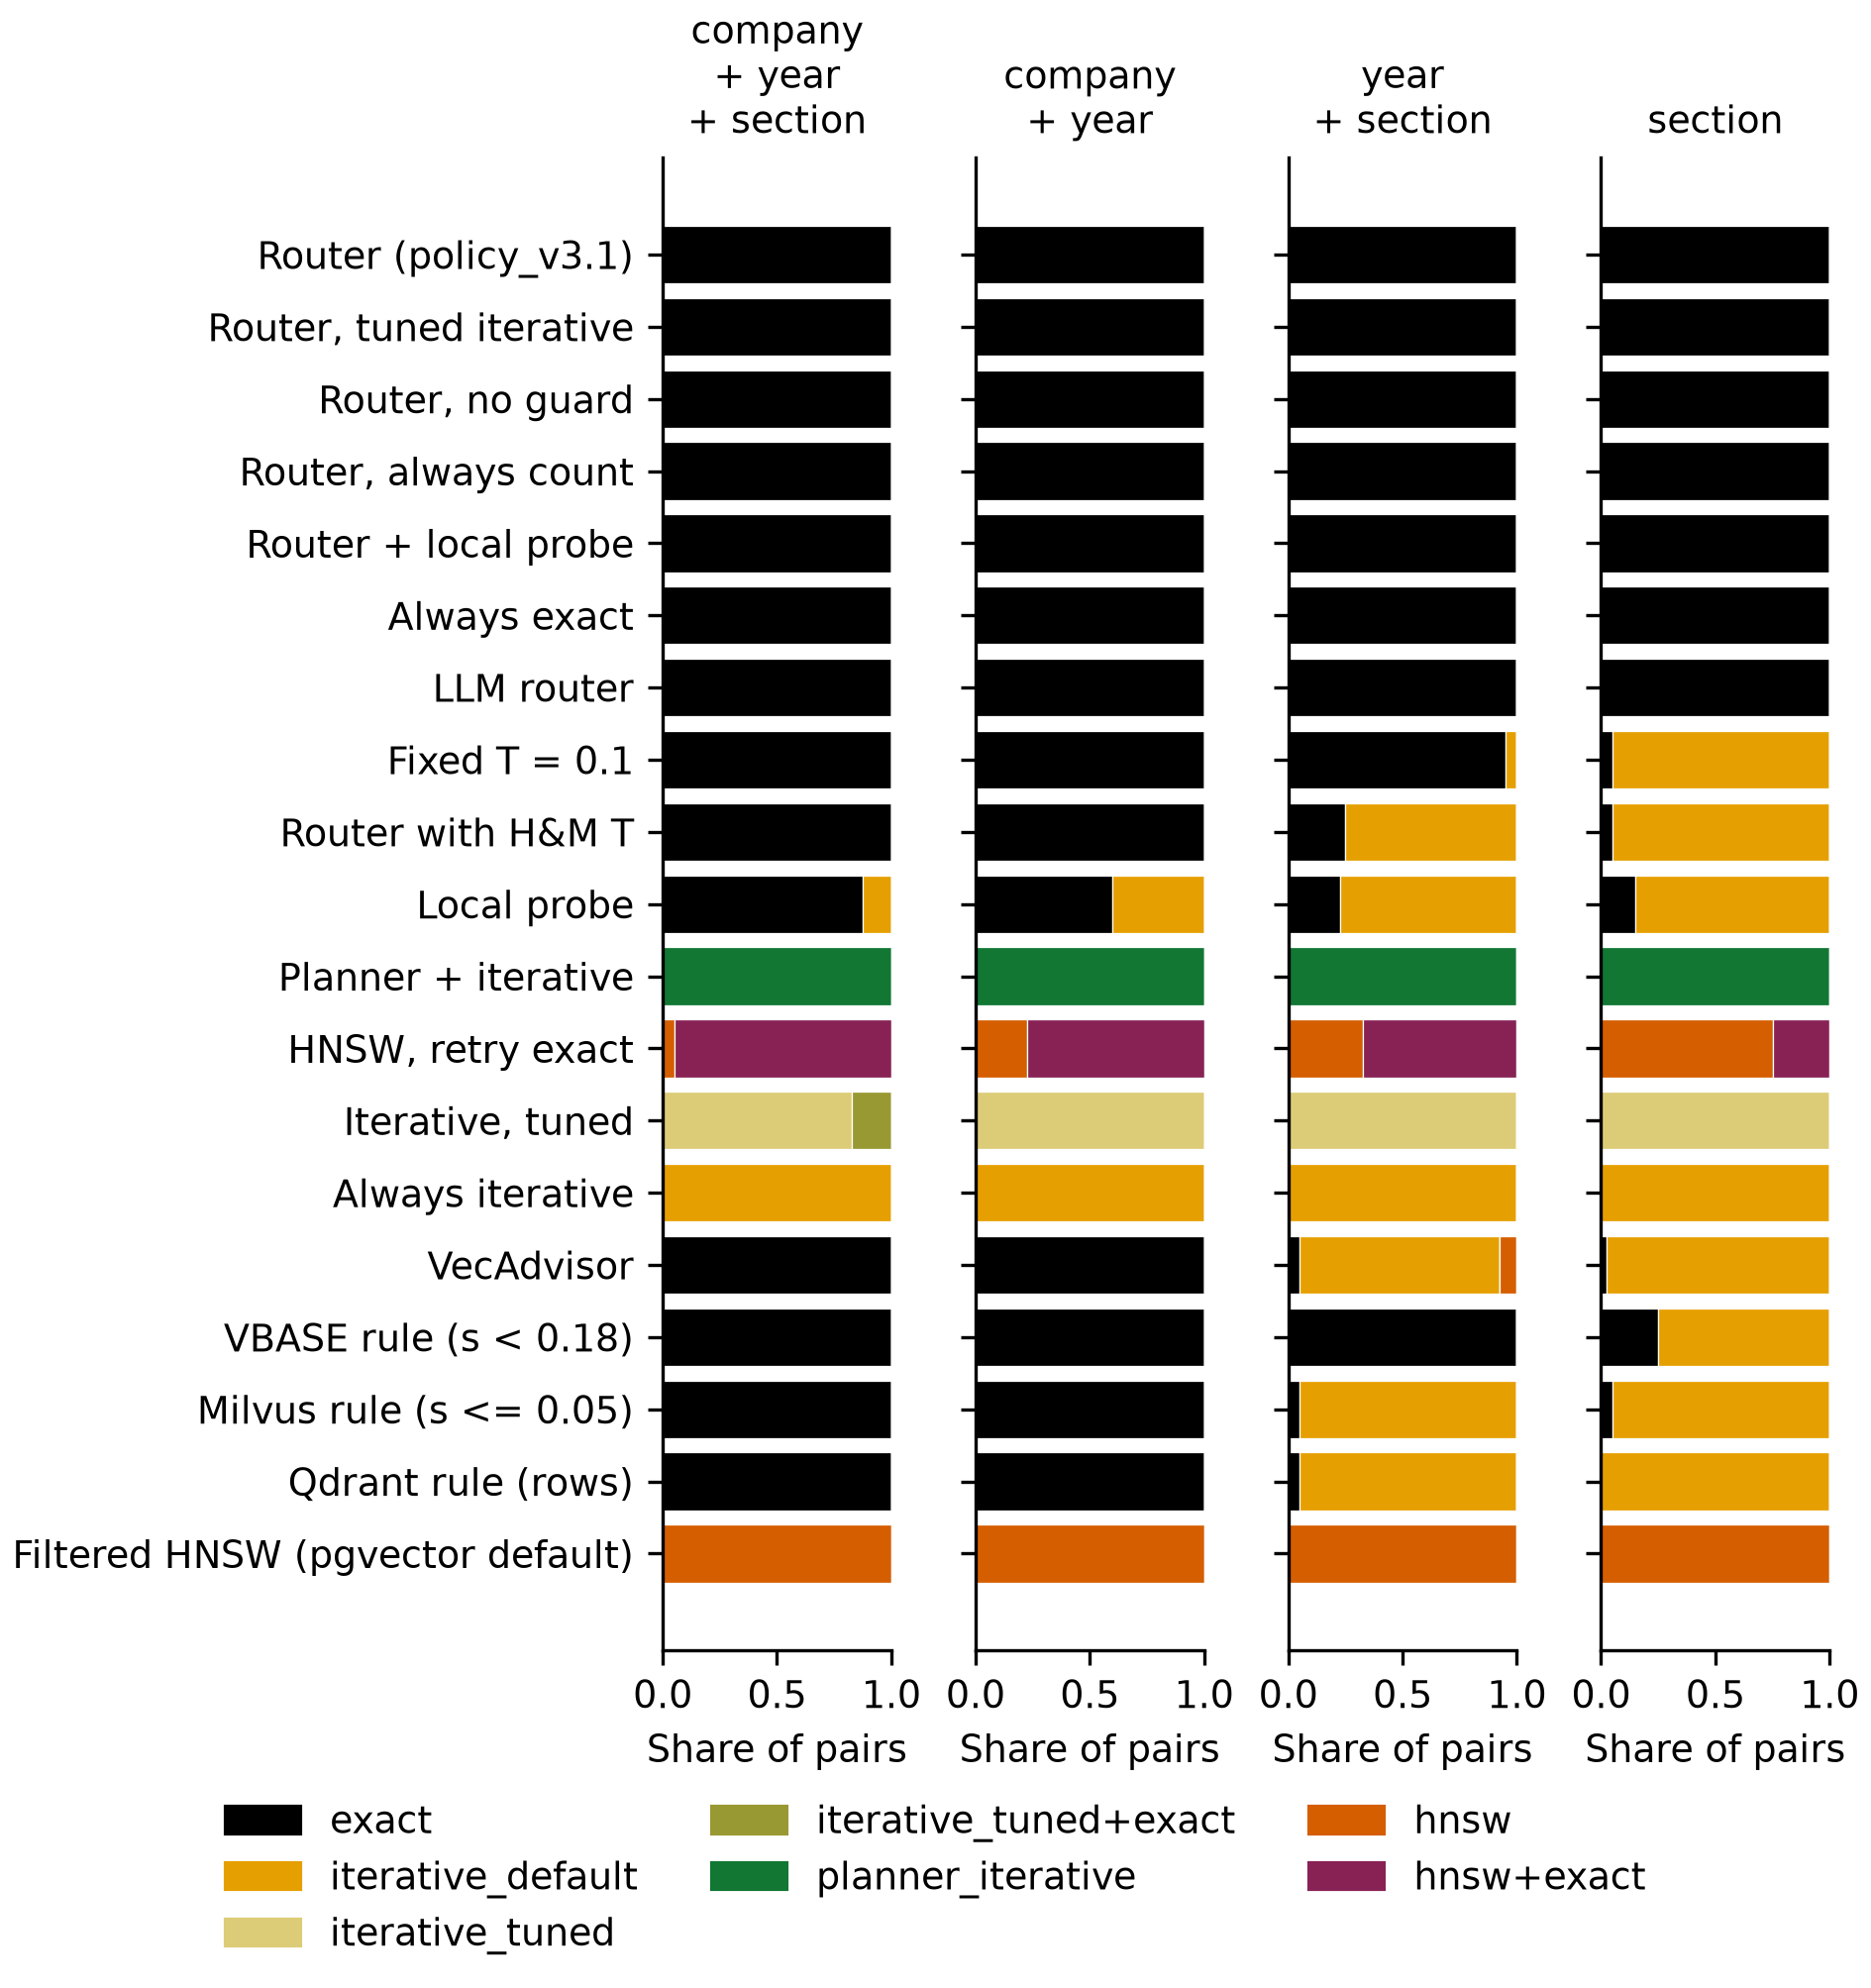 company
+ year
+ section
company
+ year
year
+ section
section
Router (policy_v3.1)
Router, tuned iterative
Router, no guard
Router, always count
Router + local probe
Always exact
LLM router
Fixed T = 0.1
Router with H&M T
Local probe
Planner + iterative
HNSW, retry exact
Iterative, tuned
Always iterative
VecAdvisor
VBASE rule (s < 0.18)
Milvus rule (s <= 0.05)
Qdrant rule (rows)
Filtered HNSW (pgvector default)
0.0 0.5 1.0 0.0 0.5 1.0 0.0 0.5 1.0 0.0 0.5 1.0
Share of pairs Share of pairs Share of pairs Share of pairs
exact
iterative_default
iterative_tuned
iterative_tuned+exact
planner_iterative
hnsw
hnsw+exact